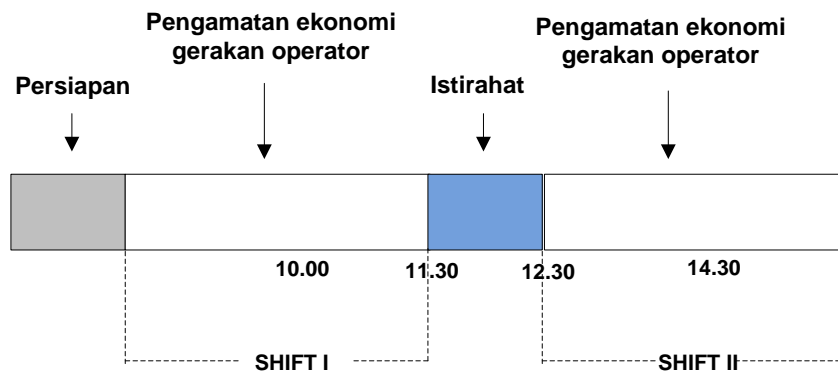 Pengamatan ekonomi
gerakan operator
Pengamatan ekonomi
gerakan operator
Persiapan
Istirahat
10.00
11.30
12.30
14.30
SHIFT I
SHIFT II